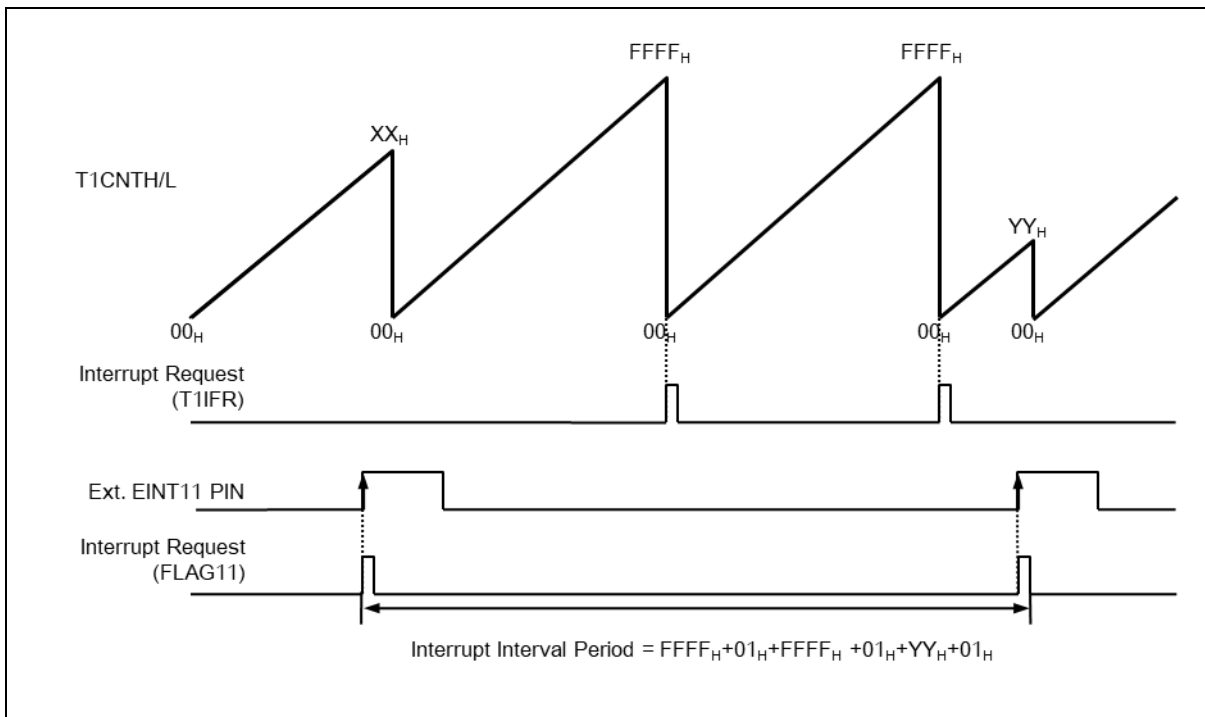 FFFFH FFFFH
XXH
T1CNTH/L
YYH
00H 00H 00H 00H 00H
Interrupt Request
(T1IFR)
Ext. EINT11 PIN
Interrupt Request
(FLAG11)
Interrupt Interval Period = FFFFH+01H+FFFFH +01H+YYH+01H